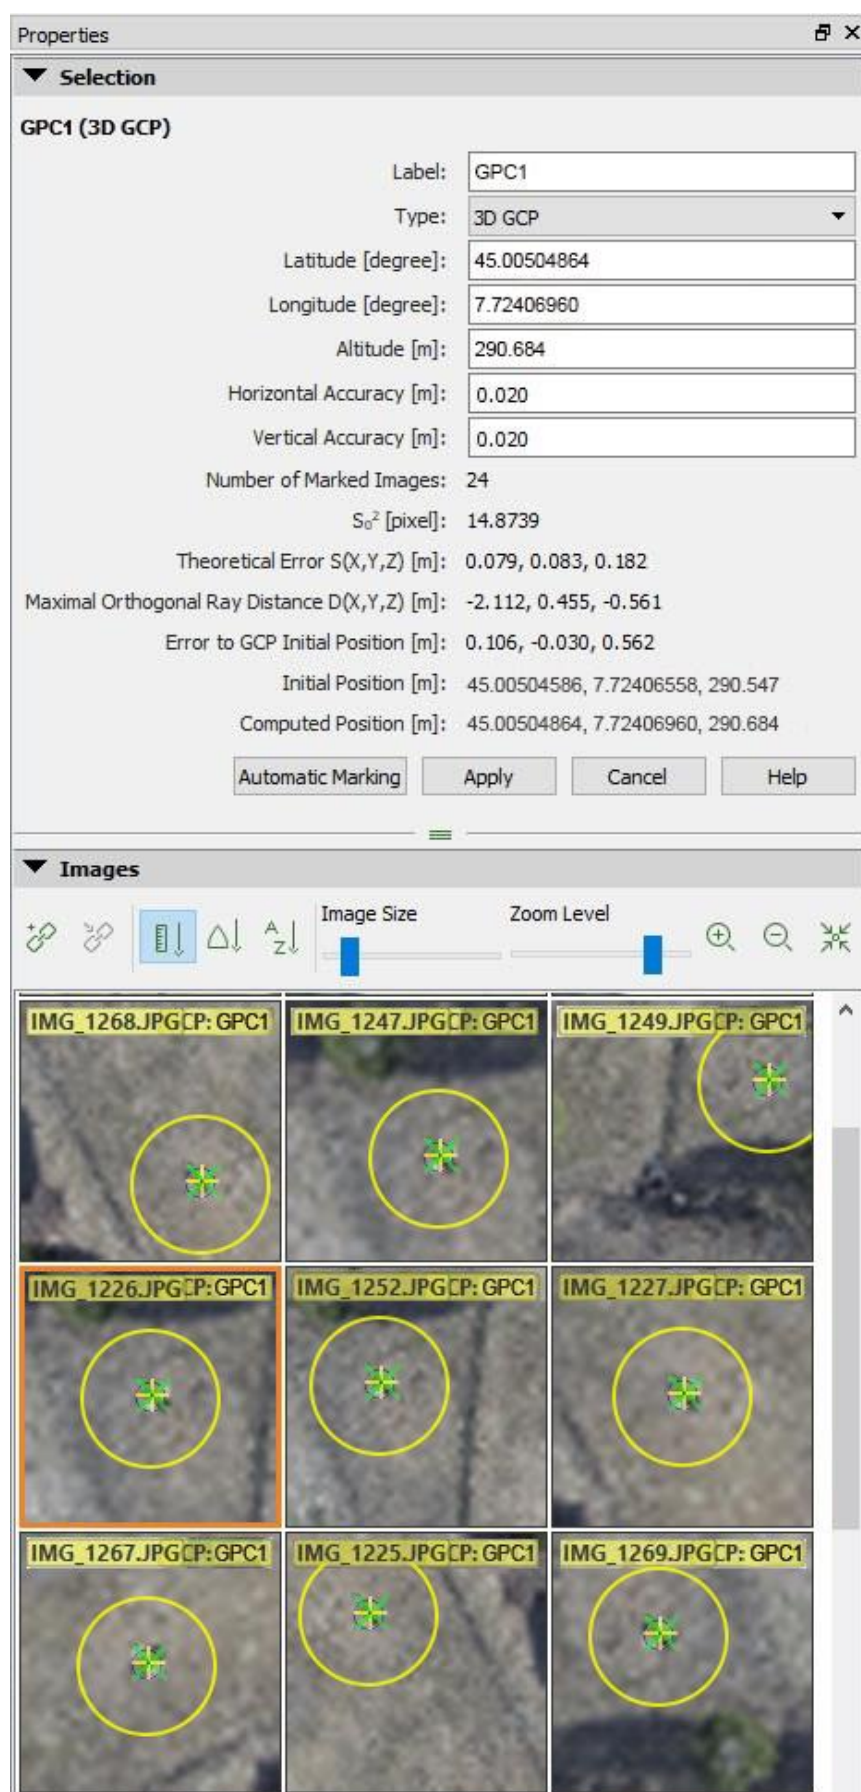 Properties
Selection
GPC1 (3D GCP)
Label: GPC1
Type: 3D GCP
Latitude [degree]: 45.00504864
Longitude [degree]: 7.72406960
Altitude [m]: 290.684
Horizontal Accuracy [m]: 0.020
Vertical Accuracy [m]: 0.020
Number of Marked Images: 24
S₀² [pixel]: 14.8739
Theoretical Error S(X,Y,Z) [m]: 0.079, 0.083, 0.182
Maximal Orthogonal Ray Distance D(X,Y,Z) [m]: -2.112, 0.455, -0.561
Error to GCP Initial Position [m]: 0.106, -0.030, 0.562
Initial Position [m]: 45.00504586, 7.72406558, 290.547
Computed Position [m]: 45.00504864, 7.72406960, 290.684
Automatic Marking Apply Cancel Help
Images
A Z Image Size Zoom Level
IMG_1268.JPGCP: GPC1 IMG_1247.JPGCP: GPC1 IMG_1249.JPGCP: GPC1
IMG_1226.JPGCP: GPC1 IMG_1252.JPGCP: GPC1 IMG_1227.JPGCP: GPC1
IMG_1267.JPGCP: GPC1 IMG_1225.JPGCP: GPC1 IMG_1269.JPGCP: GPC1